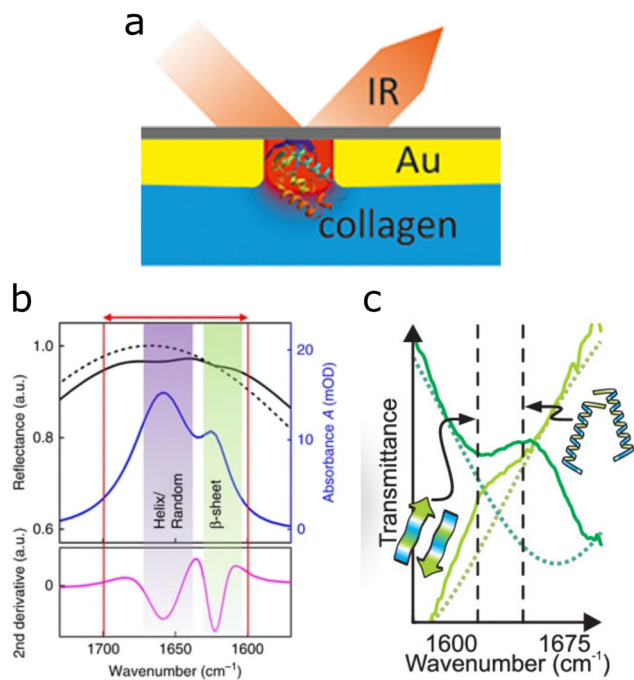 a
IR
Au
collagen
b
1.0
0.8
0.6
Reflectance (a.u.)
20
10
0
Absorbance A (mOD)
Helix/
Random
β-sheet
0
2nd derivative (a.u.)
1700
1650
1600
Wavenumber (cm⁻¹)
c
Transmittance
1600
1675
Wavenumber (cm⁻¹)